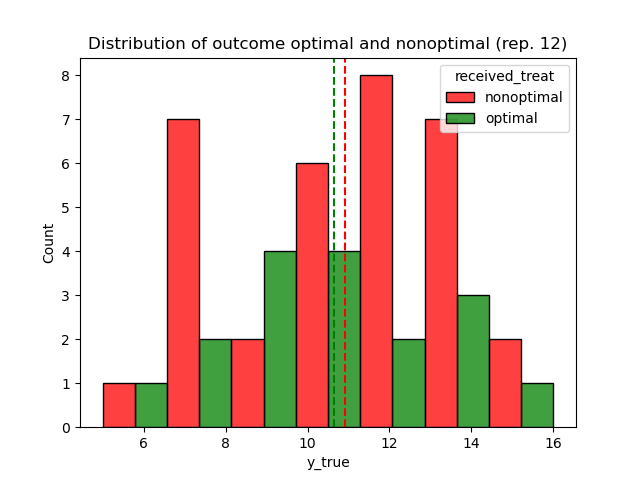 Distribution of outcome optimal and nonoptimal (rep. 12)
received_treat
nonoptimal
optimal
Count
8
7
6
5
4
3
2
1
0
6 8 10 12 14 16
y_true